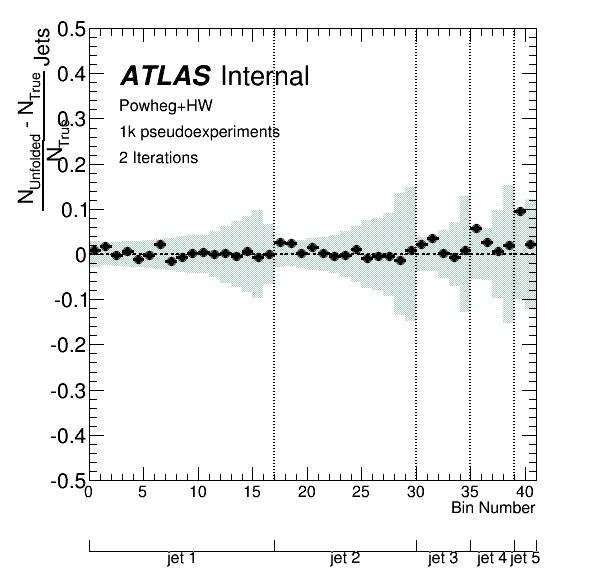 N_Unfolded - N_True
N_True
Jets
0.5
0.4
0.3
0.2
0.1
0
-0.1
-0.2
-0.3
-0.4
-0.5
ATLAS Internal
Powheg+HW
1k pseudoexperiments
2 Iterations
0 5 10 15 20 25 30 35 40
Bin Number
jet 1 jet 2 jet 3 jet 4 jet 5